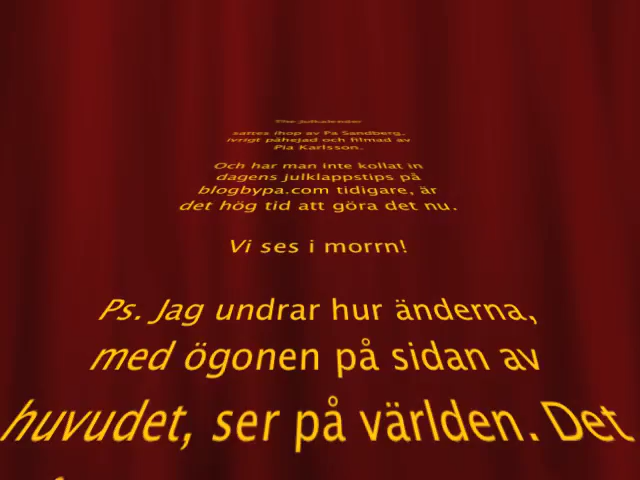 The Julkalender
sattes ihop av Pa Sandberg,
ivrigt påhejad och filmad av
Pia Karlsson.
Och har man inte kollat in
dagens julklappstips på
blogbypa.com tidigare, är
det hög tid att göra det nu.
Vi ses i morrn!
Ps. Jag undrar hur änderna,
med ögonen på sidan av
huvudet, ser på världen. Det